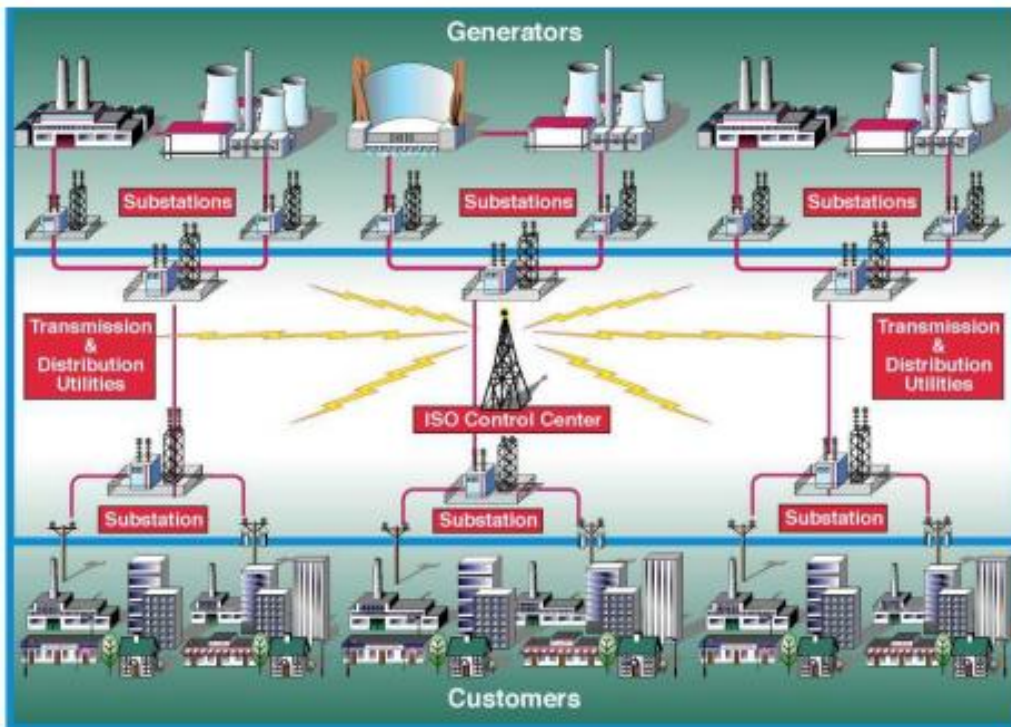 Generators
Substations
Substations
Substations
Transmission
&
Distribution
Utilities
Transmission
&
Distribution
Utilities
ISO Control Center
Substation
Substation
Substation
Customers